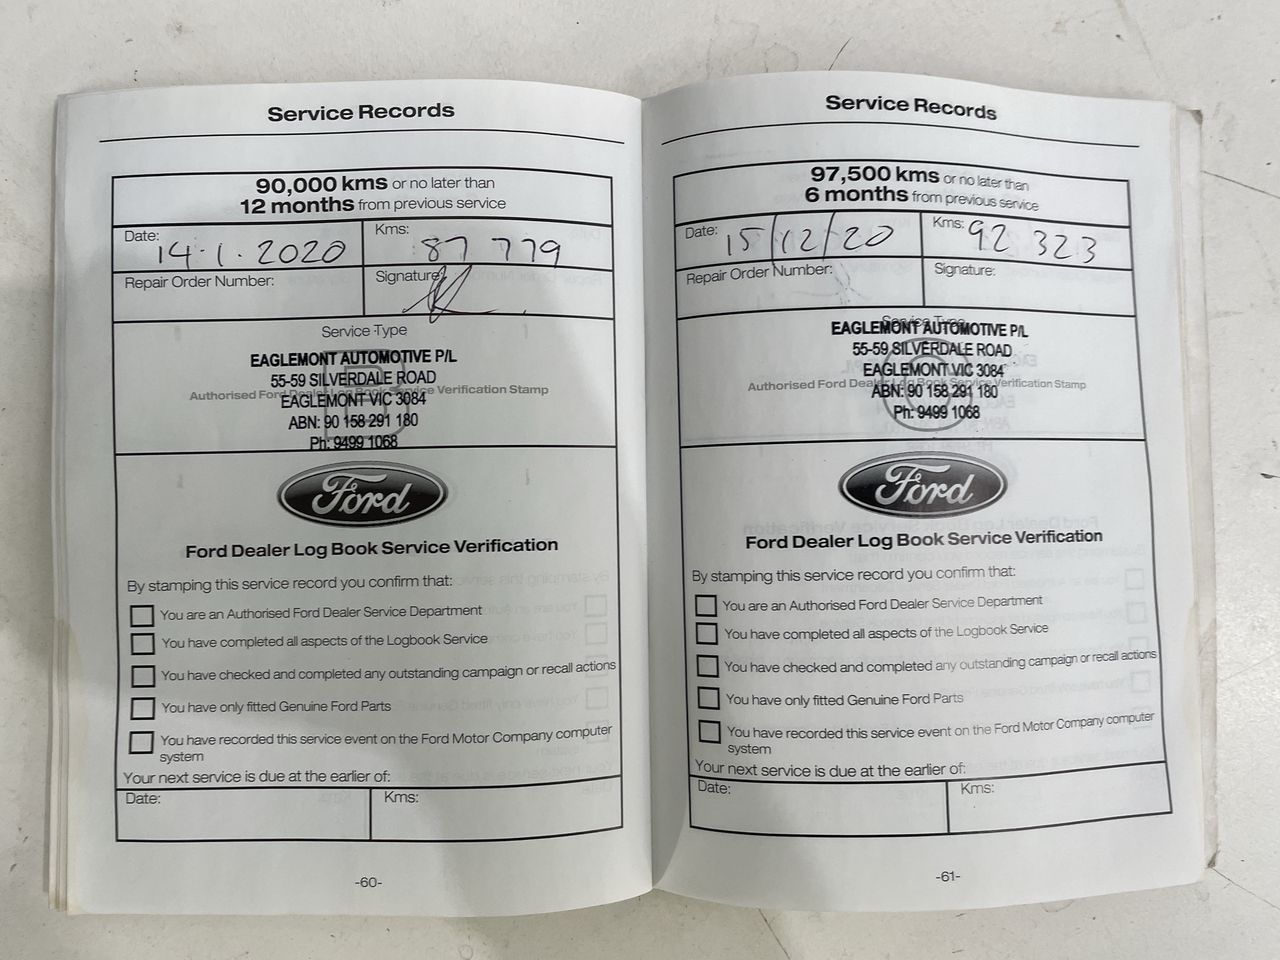 Service Records
90,000 kms or no later than
12 months from previous service
Date: 14.1.2020
Kms: 87 779
Repair Order Number:
Signature:
Service Type
B
EAGLEMONT AUTOMOTIVE P/L
55-59 SILVERDALE ROAD
Authorised Ford Dealer Log Book Service Verification Stamp
EAGLEMONT VIC 3084
ABN: 90 158 291 180
Ph: 9499 1068
Ford
Ford Dealer Log Book Service Verification
By stamping this service record you confirm that:
You are an Authorised Ford Dealer Service Department
You have completed all aspects of the Logbook Service
You have checked and completed any outstanding campaign or recall actions
You have only fitted Genuine Ford Parts
You have recorded this service event on the Ford Motor Company computer
system
Your next service is due at the earlier of:
Date:
Kms:
-60-
Service Records
97,500 kms or no later than
6 months from previous service
Date: 15/12/20
Kms: 92 323
Repair Order Number:
Signature:
Service Type
EAGLEMONT AUTOMOTIVE P/L
55-59 SILVERDALE ROAD
EAGLEMONT VIC 3084
Authorised Ford Dealer Log Book Service Verification Stamp
ABN: 90 158 291 180
Ph: 9499 1068
Ford
Ford Dealer Log Book Service Verification
By stamping this service record you confirm that:
You are an Authorised Ford Dealer Service Department
You have completed all aspects of the Logbook Service
You have checked and completed any outstanding campaign or recall actions
You have only fitted Genuine Ford Parts
You have recorded this service event on the Ford Motor Company computer
system
Your next service is due at the earlier of:
Date:
Kms:
-61-